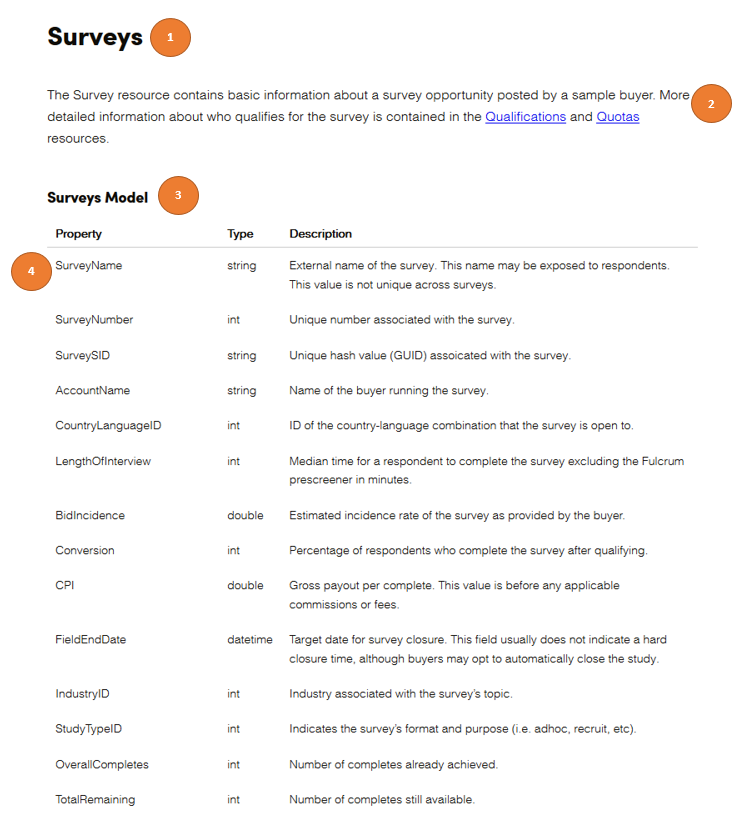 Surveys 1
The Survey resource contains basic information about a survey opportunity posted by a sample buyer. More 2
detailed information about who qualifies for the survey is contained in the Qualifications and Quotas
resources.
Surveys Model 3
Property Type Description
4 SurveyName string External name of the survey. This name may be exposed to respondents.
This value is not unique across surveys.
SurveyNumber int Unique number associated with the survey.
SurveySID string Unique hash value (GUID) assoicated with the survey.
AccountName string Name of the buyer running the survey.
CountryLanguageID int ID of the country-language combination that the survey is open to.
LengthOfInterview int Median time for a respondent to complete the survey excluding the Fulcrum
prescreener in minutes.
BidIncidence double Estimated incidence rate of the survey as provided by the buyer.
Conversion int Percentage of respondents who complete the survey after qualifying.
CPI double Gross payout per complete. This value is before any applicable
commissions or fees.
FieldEndDate datetime Target date for survey closure. This field usually does not indicate a hard
closure time, although buyers may opt to automatically close the study.
IndustryID int Industry associated with the survey's topic.
StudyTypeID int Indicates the survey's format and purpose (i.e. adhoc, recruit, etc).
OverallCompletes int Number of completes already achieved.
TotalRemaining int Number of completes still available.